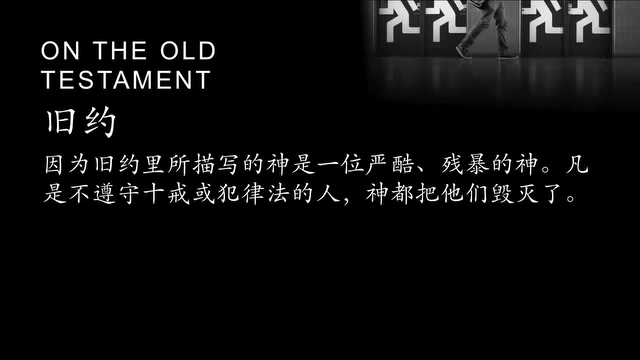 ON THE OLD
TESTAMENT
旧约
因为旧约里所描写的神是一位严酷、残暴的神。凡
是不遵守十戒或犯律法的人，神都把他们毁灭了。